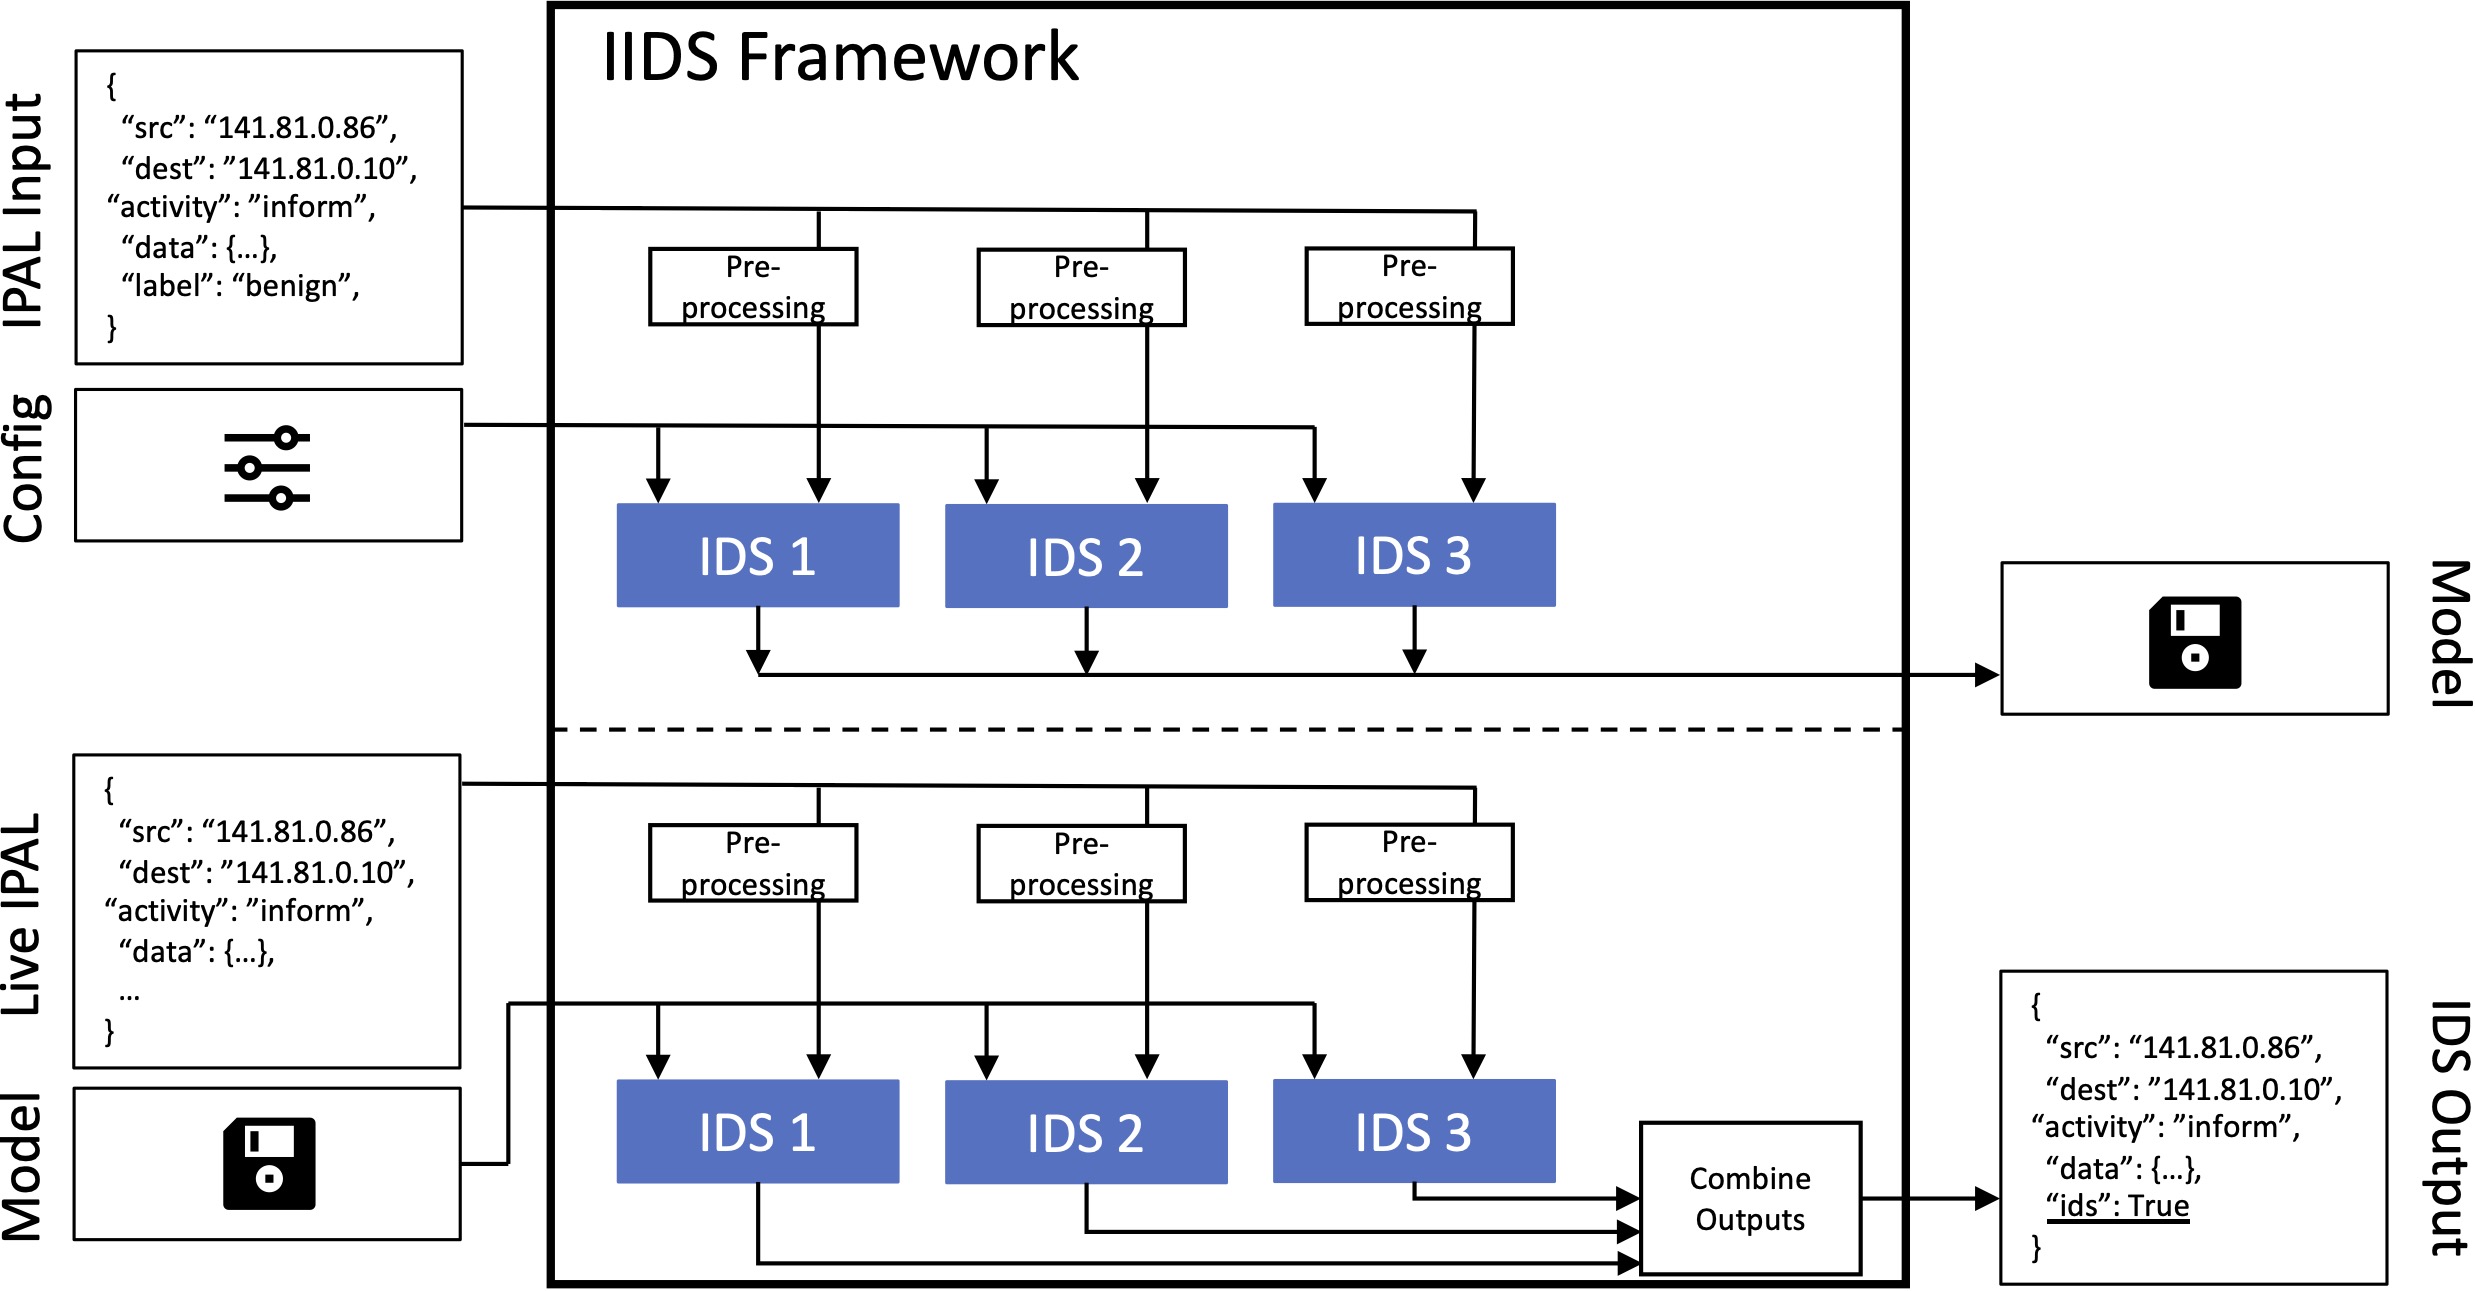 IIDS Framework
IPAL Input
{
“src”: “141.81.0.86”,
“dest”: ”141.81.0.10”,
“activity”: ”inform”,
“data”: {…},
“label”: “benign”,
}
Config
Pre-
processing
Pre-
processing
Pre-
processing
IDS 1
IDS 2
IDS 3
Model
Live IPAL
{
“src”: “141.81.0.86”,
“dest”: ”141.81.0.10”,
“activity”: ”inform”,
“data”: {…},
…
}
Model
Pre-
processing
Pre-
processing
Pre-
processing
IDS 1
IDS 2
IDS 3
Combine
Outputs
IDS Output
{
“src”: “141.81.0.86”,
“dest”: ”141.81.0.10”,
“activity”: ”inform”,
“data”: {…},
“ids”: True
}